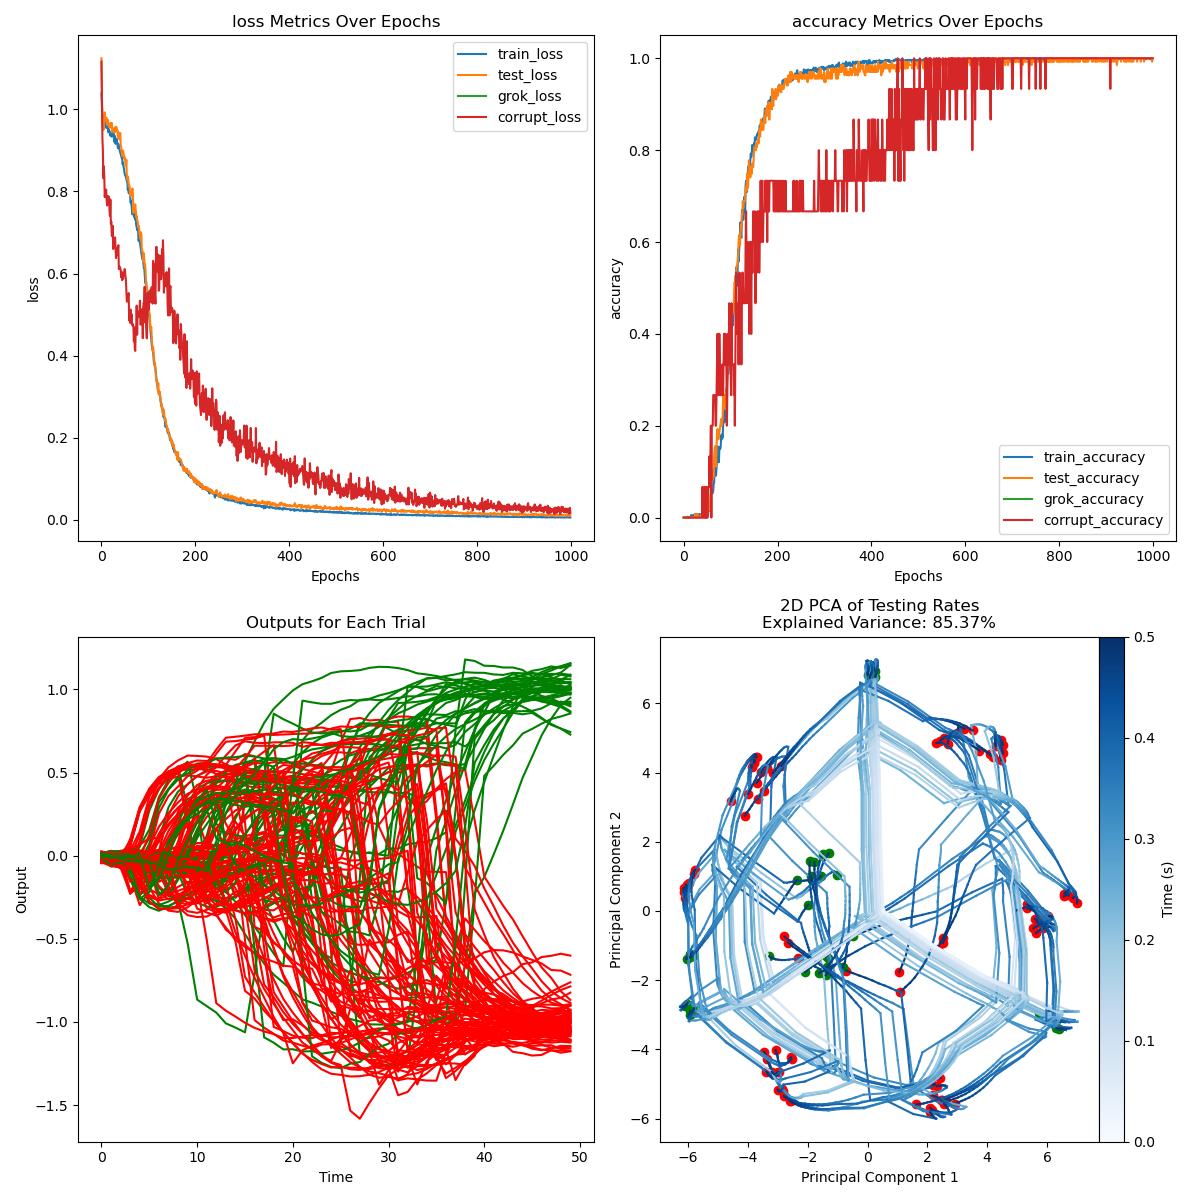 loss Metrics Over Epochs
train_loss
test_loss
grok_loss
corrupt_loss
1.0
0.8
0.6
0.4
0.2
0.0
loss
0
200
400
600
800
1000
Epochs
accuracy Metrics Over Epochs
1.0
0.8
0.6
0.4
0.2
0.0
accuracy
train_accuracy
test_accuracy
grok_accuracy
corrupt_accuracy
0
200
400
600
800
1000
Epochs
Outputs for Each Trial
1.0
0.5
0.0
−0.5
−1.0
−1.5
Output
0
10
20
30
40
50
Time
2D PCA of Testing Rates
Explained Variance: 85.37%
6
4
2
0
−2
−4
−6
Principal Component 2
−6
−4
−2
0
2
4
6
Principal Component 1
0.5
0.4
0.3
0.2
0.1
0.0
Time (s)